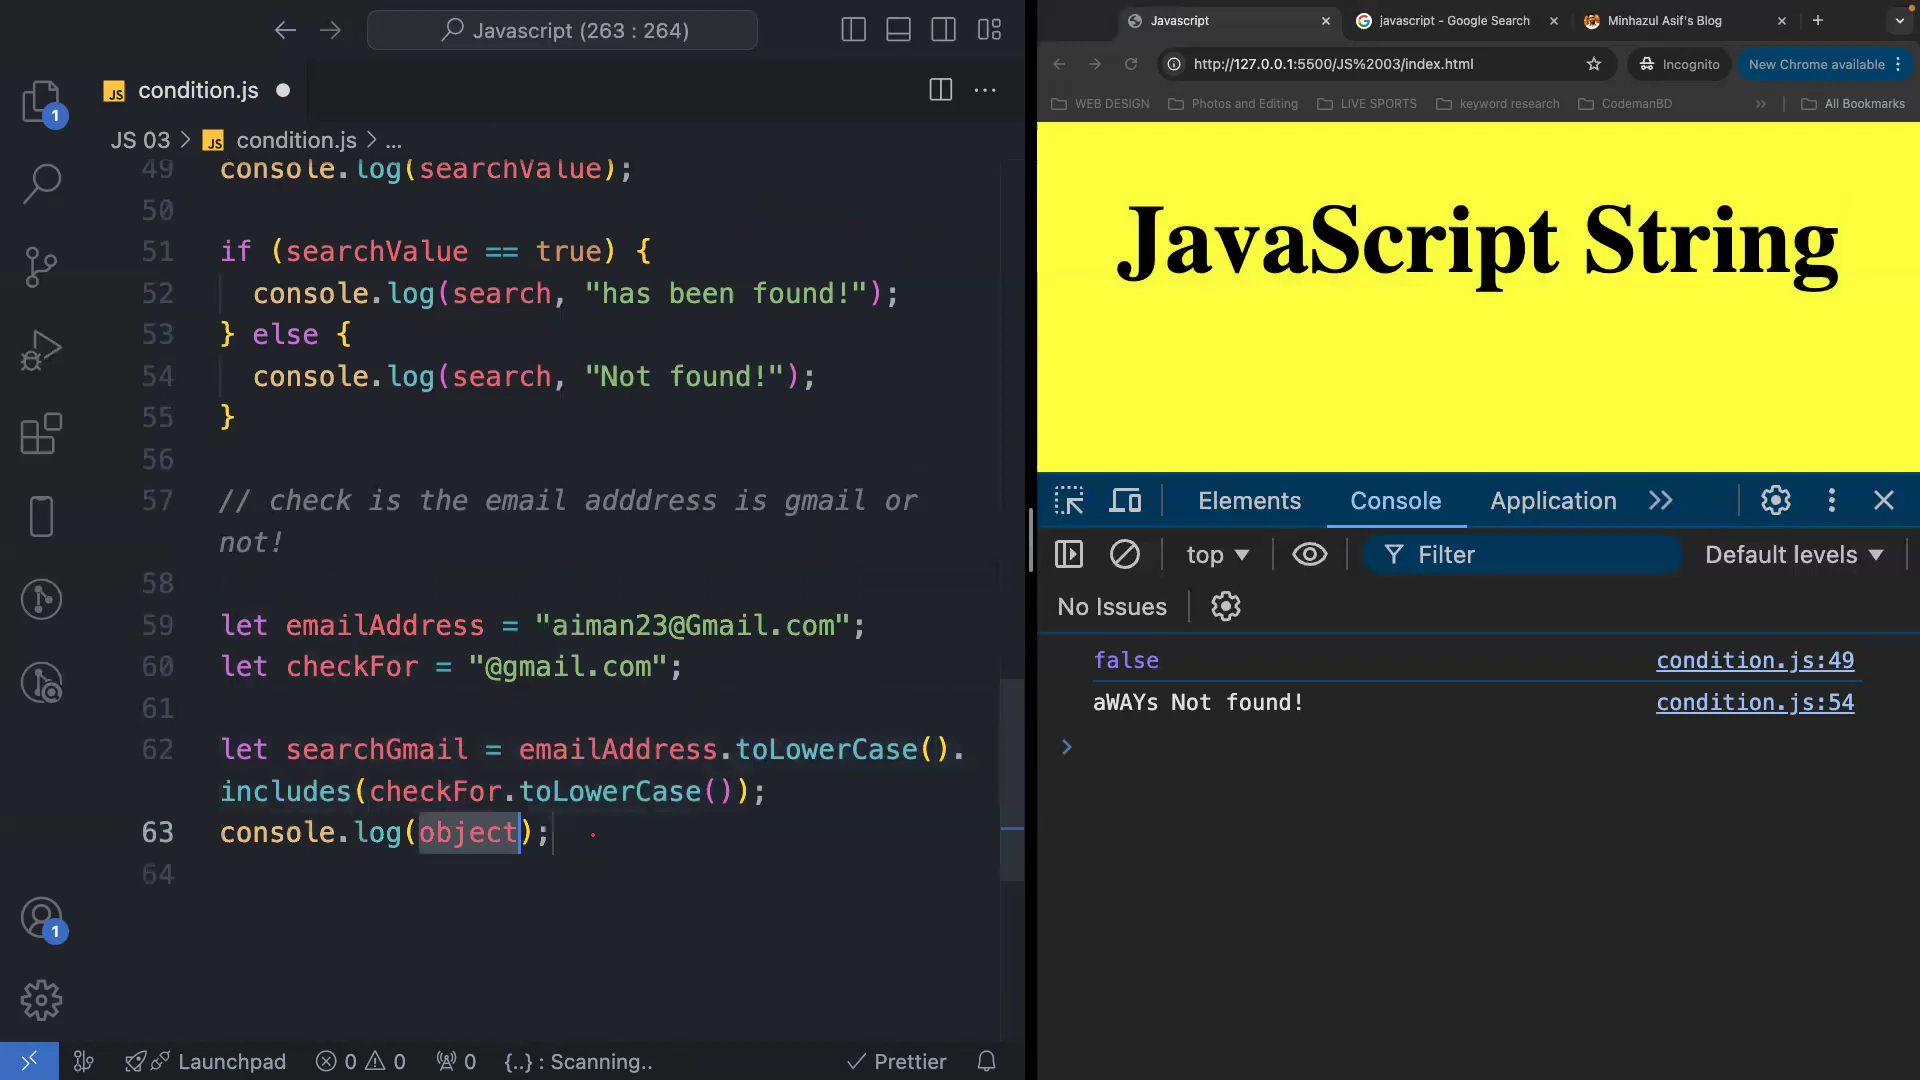 Javascript (263 : 264)
JS condition.js
JS 03 > JS condition.js > ...
49 console.log(searchValue);
50
51 if (searchValue == true) {
52 console.log(search, "has been found!");
53 } else {
54 console.log(search, "Not found!");
55 }
56
57 // check is the email adddress is gmail or
not!
58
59 let emailAddress = "aiman23@Gmail.com";
60 let checkFor = "@gmail.com";
61
62 let searchGmail = emailAddress.toLowerCase().
includes(checkFor.toLowerCase());
63 console.log(object);
64
1
1
Launchpad 0 0 0 {..} : Scanning.. Prettier
Javascript
javascript - Google Search
Minhazul Asif's Blog
http://127.0.0.1:5500/JS%2003/index.html
Incognito
New Chrome available
WEB DESIGN
Photos and Editing
LIVE SPORTS
keyword research
CodemanBD
All Bookmarks
JavaScript String
Elements Console Application
top Filter Default levels
No Issues
false condition.js:49
aWAYs Not found! condition.js:54